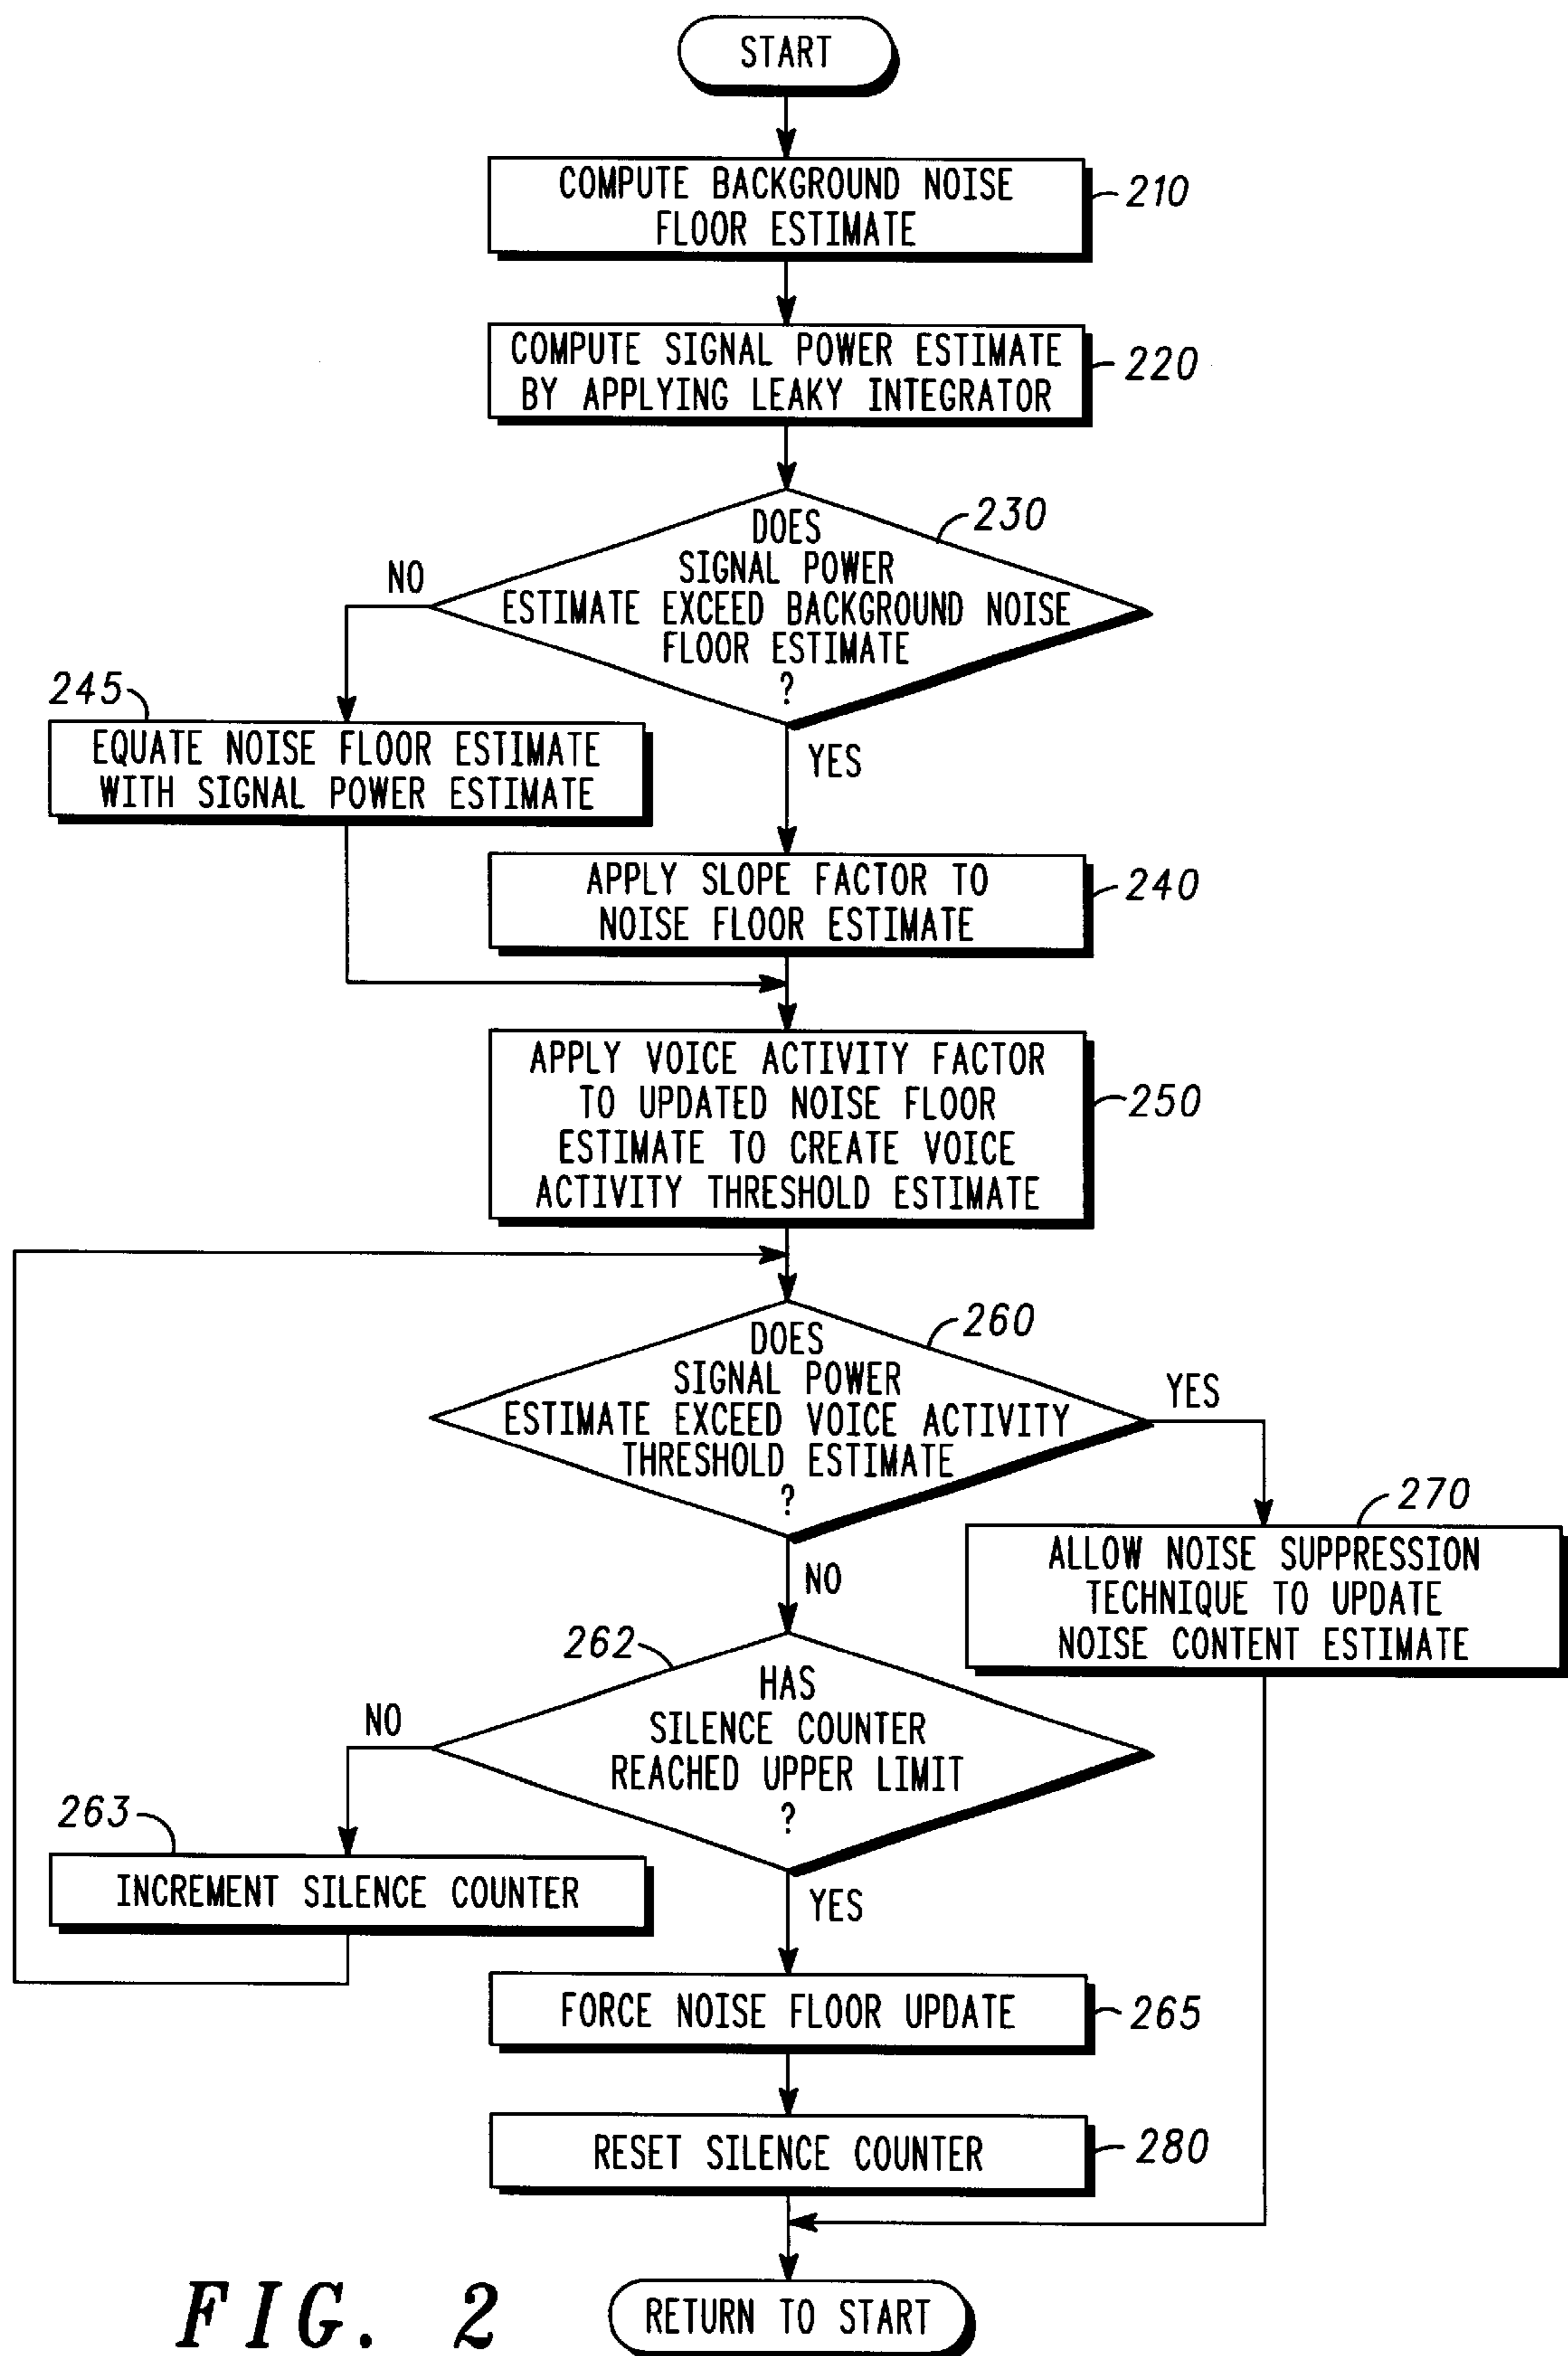 START
COMPUTE BACKGROUND NOISE
FLOOR ESTIMATE
210
COMPUTE SIGNAL POWER ESTIMATE
BY APPLYING LEAKY INTEGRATOR
220
230
DOES
SIGNAL POWER
ESTIMATE EXCEED BACKGROUND NOISE
FLOOR ESTIMATE
?
NO
YES
245
EQUATE NOISE FLOOR ESTIMATE
WITH SIGNAL POWER ESTIMATE
APPLY SLOPE FACTOR TO
NOISE FLOOR ESTIMATE
240
APPLY VOICE ACTIVITY FACTOR
TO UPDATED NOISE FLOOR
ESTIMATE TO CREATE VOICE
ACTIVITY THRESHOLD ESTIMATE
250
260
DOES
SIGNAL POWER
ESTIMATE EXCEED VOICE ACTIVITY
THRESHOLD ESTIMATE
?
YES
NO
270
ALLOW NOISE SUPPRESSION
TECHNIQUE TO UPDATE
NOISE CONTENT ESTIMATE
262
HAS
SILENCE COUNTER
REACHED UPPER LIMIT
?
NO
YES
263
INCREMENT SILENCE COUNTER
FORCE NOISE FLOOR UPDATE
265
RESET SILENCE COUNTER
280
RETURN TO START
FIG. 2